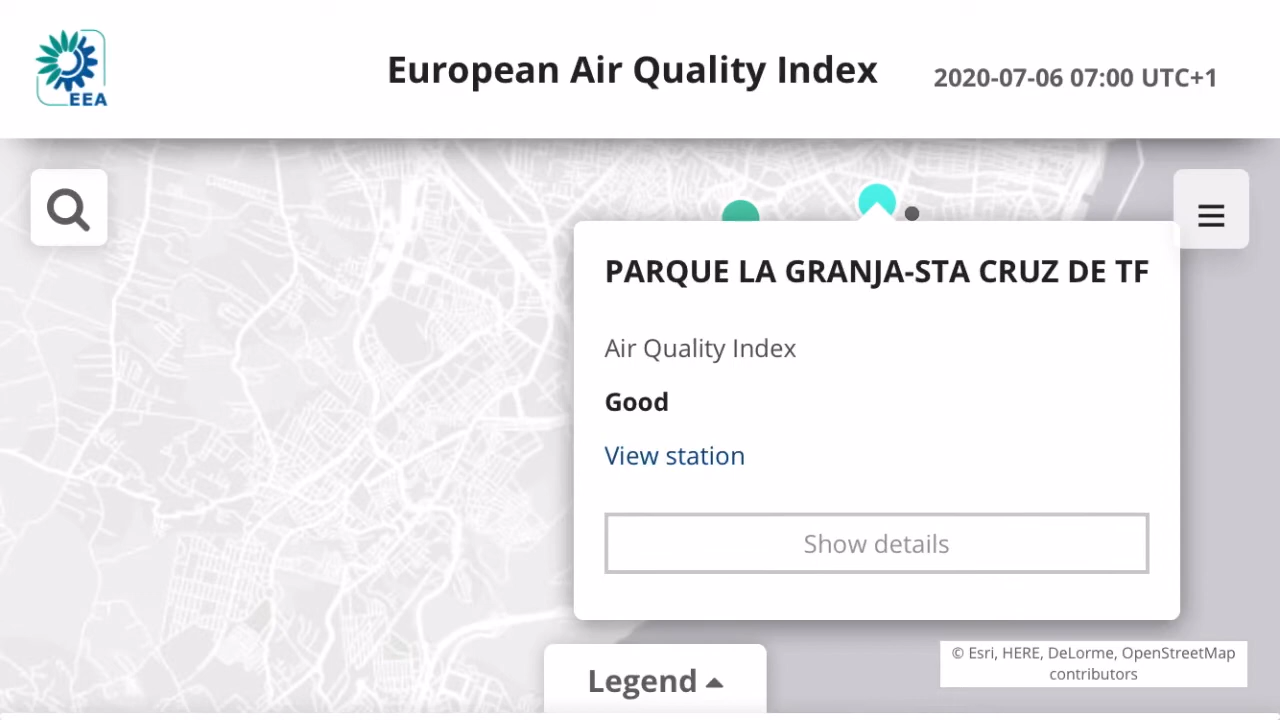 EEA
European Air Quality Index
2020-07-06 07:00 UTC+1
PARQUE LA GRANJA-STA CRUZ DE TF
Air Quality Index
Good
View station
Show details
Legend
© Esri, HERE, DeLorme, OpenStreetMap
contributors